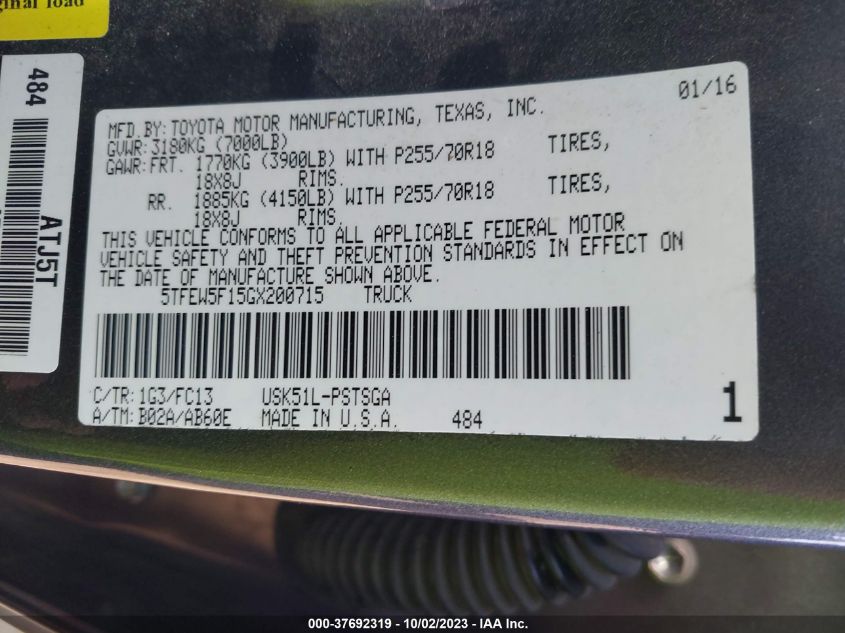 ginal load
484
ATJ5T
01/16
MFD.BY:TOYOTA MOTOR MANUFACTURING, TEXAS, INC.
GVWR:3180KG (7000LB)
GAWR:FRT. 1770KG (3900LB) WITH P255/70R18 TIRES,
18X8J RIMS.
RR. 1885KG (4150LB) WITH P255/70R18 TIRES,
18X8J RIMS.
THIS VEHICLE CONFORMS TO ALL APPLICABLE FEDERAL MOTOR
VEHICLE SAFETY AND THEFT PREVENTION STANDARDS IN EFFECT ON
THE DATE OF MANUFACTURE SHOWN ABOVE.
5TFEW5F15GX200715 TRUCK
C/TR:1G3/FC13 USK51L-PSTSGA
A/TM:B02A/AB60E MADE IN U.S.A. 484
1
000-37692319 - 10/02/2023 - IAA Inc.